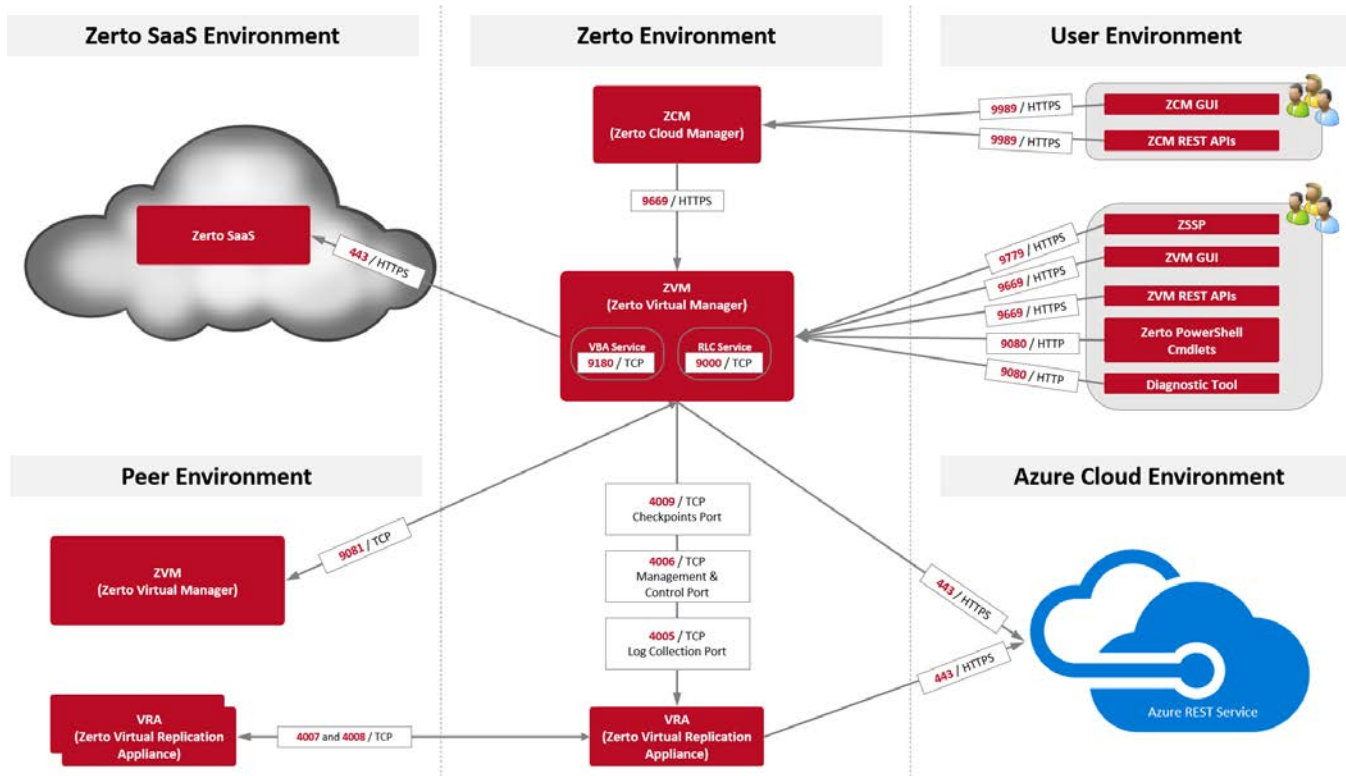 Zerto SaaS Environment
Zerto Environment
User Environment
ZCM
(Zerto Cloud Manager)
9989 / HTTPS
ZCM GUI
9989 / HTTPS
ZCM REST APIs
9669 / HTTPS
Zerto SaaS
443 / HTTPS
ZVM
(Zerto Virtual Manager)
VBA Service
9180 / TCP
RLC Service
9000 / TCP
9779 / HTTPS
ZSSP
9669 / HTTPS
ZVM GUI
9669 / HTTPS
ZVM REST APIs
9080 / HTTP
Zerto PowerShell
Cmdlets
9080 / HTTP
Diagnostic Tool
Peer Environment
Azure Cloud Environment
9081 / TCP
ZVM
(Zerto Virtual Manager)
4009 / TCP
Checkpoints Port
4006 / TCP
Management &
Control Port
4005 / TCP
Log Collection Port
443 / HTTPS
443 / HTTPS
Azure REST Service
VRA
(Zerto Virtual Replication
Appliance)
4007 and 4008 / TCP
VRA
(Zerto Virtual Replication
Appliance)